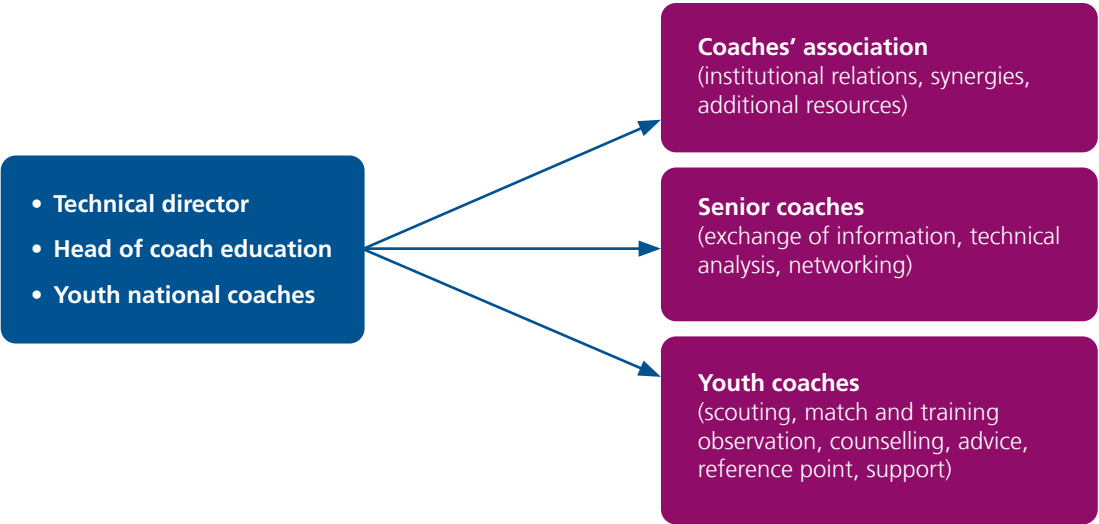 • Technical director
• Head of coach education
• Youth national coaches
Coaches’ association
(institutional relations, synergies,
additional resources)
Senior coaches
(exchange of information, technical
analysis, networking)
Youth coaches
(scouting, match and training
observation, counselling, advice,
reference point, support)